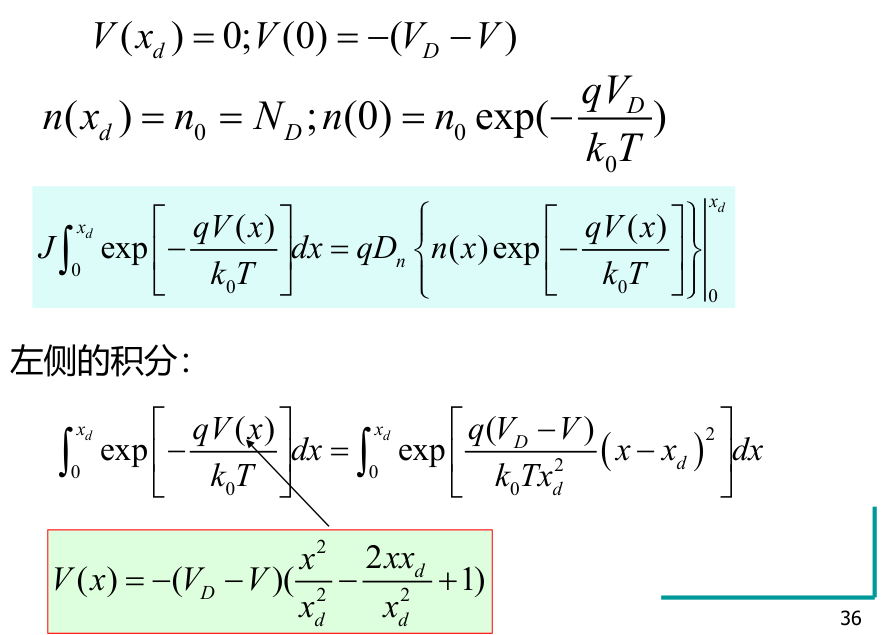 V(x_d) = 0; V(0) = −(V_D − V)
n(x_d) = n_0 = N_D; n(0) = n_0 exp(− qV_D / k_0T)
J ∫_0^{x_d} exp[− qV(x) / k_0T] dx = qD_n {n(x) exp[− qV(x) / k_0T]} |_0^{x_d}
左侧的积分：
∫_0^{x_d} exp[− qV(x) / k_0T] dx = ∫_0^{x_d} exp[q(V_D − V) / k_0Tx_d^2 (x − x_d)^2] dx
V(x) = −(V_D − V)(x^2 / x_d^2 − 2xx_d / x_d^2 + 1)
36